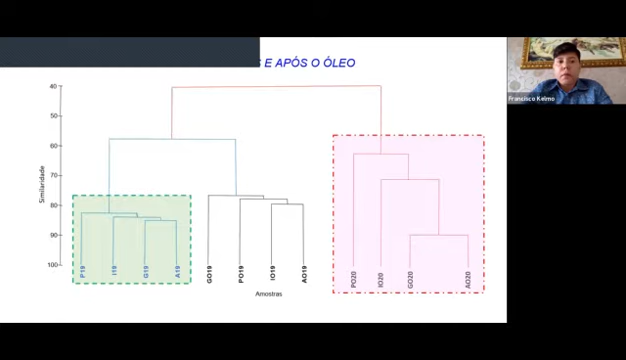 E APÓS O ÓLEO
Francisco Kelmo
40
50
60
70
80
90
100
Similaridade
P19
I19
G19
A19
GO19
PO19
IO19
AO19
PO20
IO20
GO20
AO20
Amostras